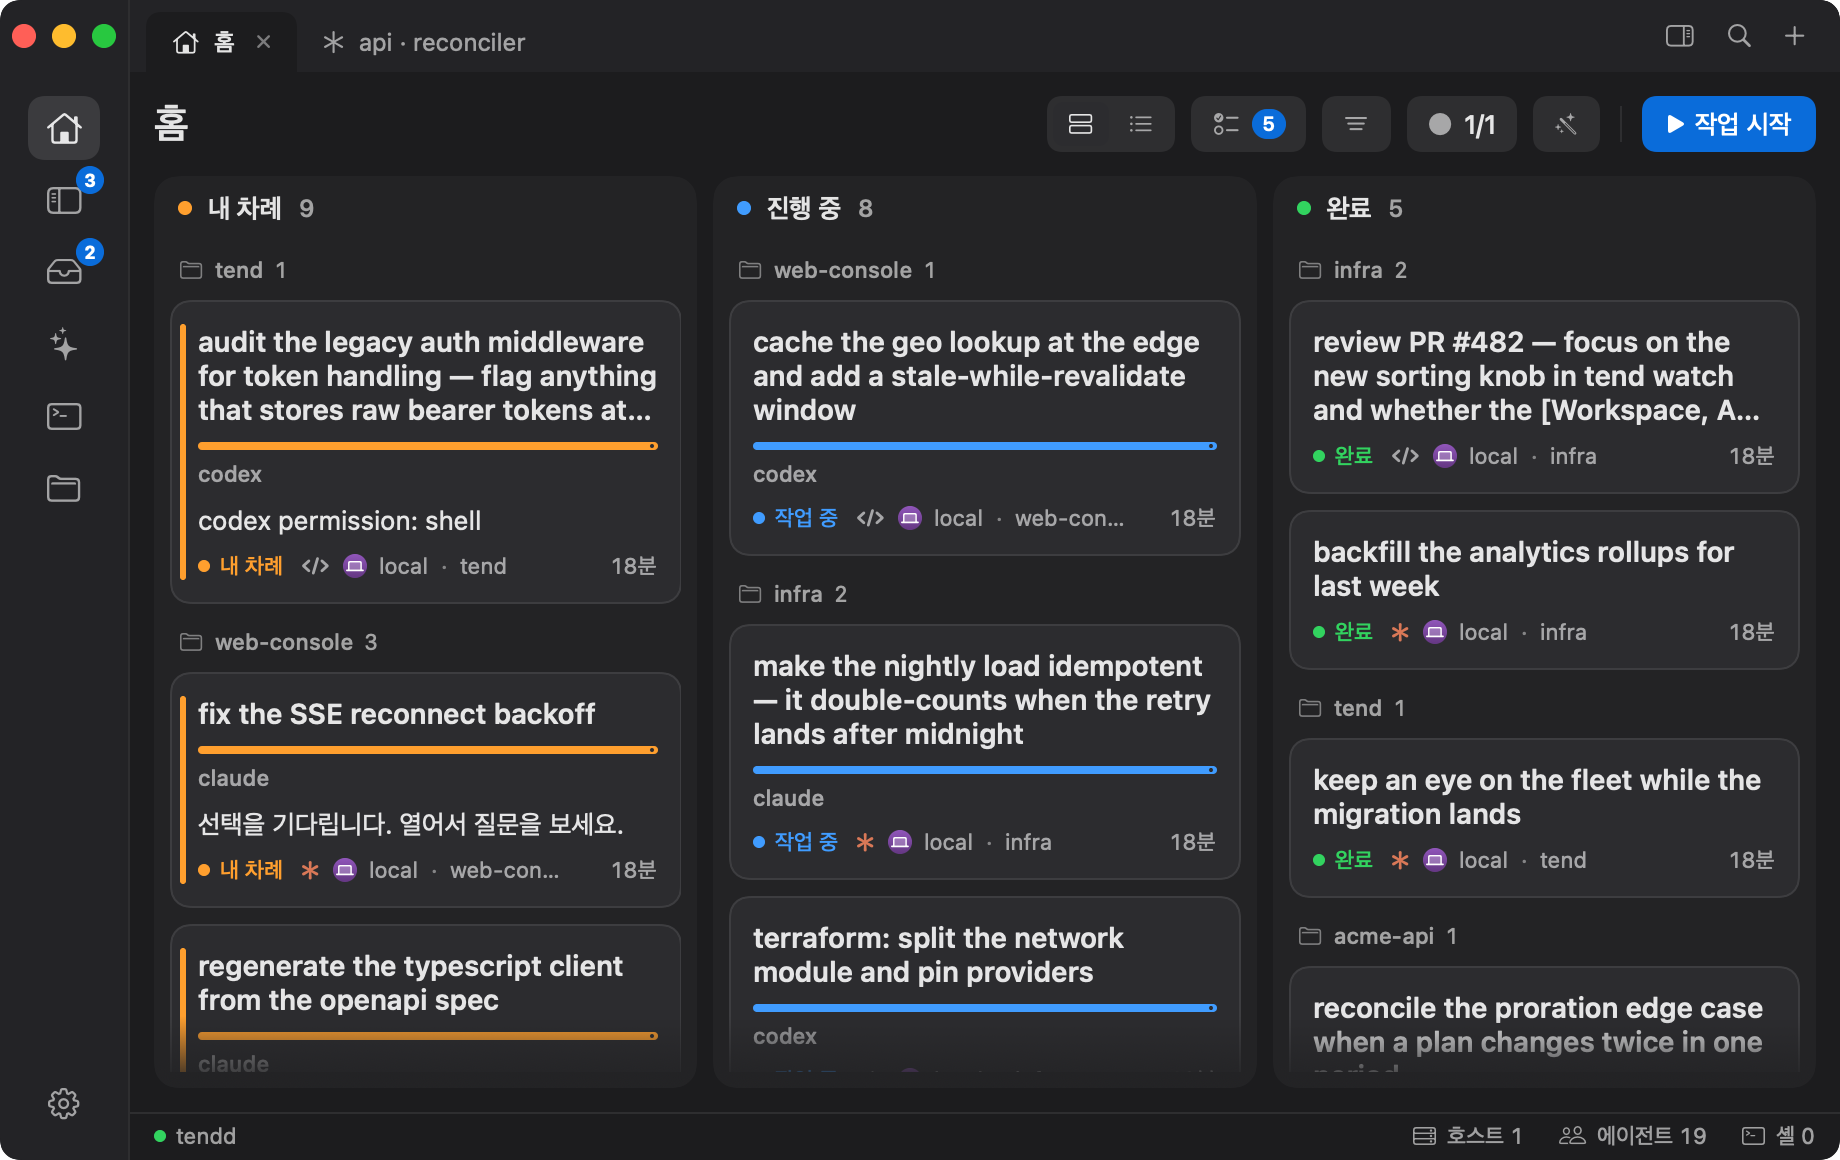 홈
api · reconciler
홈
5
1/1
작업 시작
3
2
내 차례 9
tend 1
audit the legacy auth middleware
for token handling — flag anything
that stores raw bearer tokens at...
codex
codex permission: shell
내 차례 local · tend 18분
web-console 3
fix the SSE reconnect backoff
claude
선택을 기다립니다. 열어서 질문을 보세요.
내 차례 local · web-con... 18분
regenerate the typescript client
from the openapi spec
claude
진행 중 8
web-console 1
cache the geo lookup at the edge
and add a stale-while-revalidate
window
codex
작업 중 local · web-con... 18분
infra 2
make the nightly load idempotent
— it double-counts when the retry
lands after midnight
claude
작업 중 local · infra 18분
terraform: split the network
module and pin providers
codex
완료 5
infra 2
review PR #482 — focus on the
new sorting knob in tend watch
and whether the [Workspace, A...
완료 local · infra 18분
backfill the analytics rollups for
last week
완료 local · infra 18분
tend 1
keep an eye on the fleet while the
migration lands
완료 local · tend 18분
acme-api 1
reconcile the proration edge case
when a plan changes twice in one
tendd
호스트 1
에이전트 19
셸 0